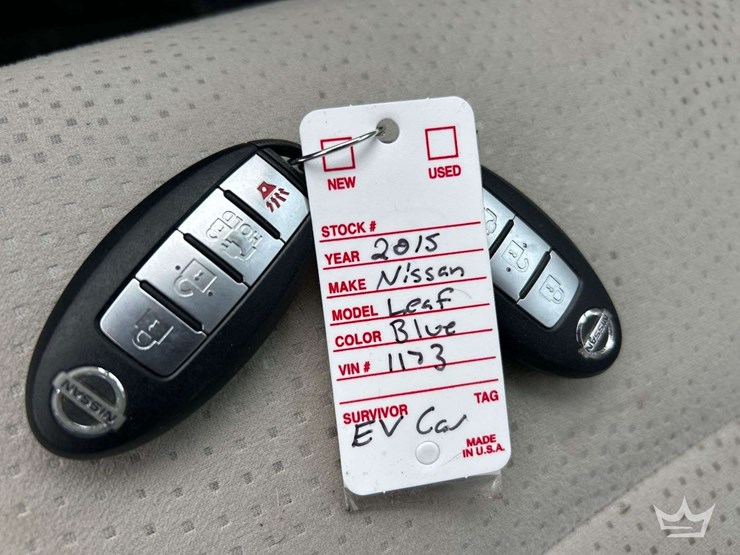 NEW USED
STOCK #
YEAR 2015
MAKE Nissan
MODEL Leaf
COLOR Blue
VIN # 1173
SURVIVOR TAG
EV Car
MADE
IN U.S.A.
HOLD
NISSAN
NISSAN